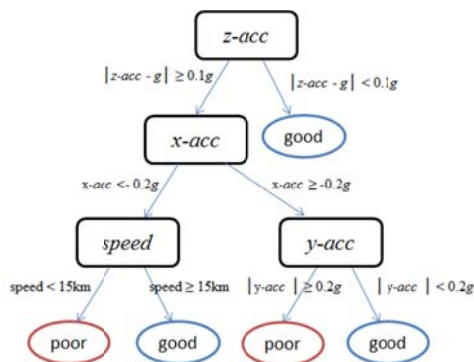 z-acc
|z-acc - g| ≥ 0.1g
|z-acc - g| < 0.1g
x-acc
good
x-acc <- 0.2g
x-acc ≥ -0.2g
speed
y-acc
speed < 15km
speed ≥ 15km
|y-acc | ≥ 0.2g
|y-acc | < 0.2g
poor
good
poor
good